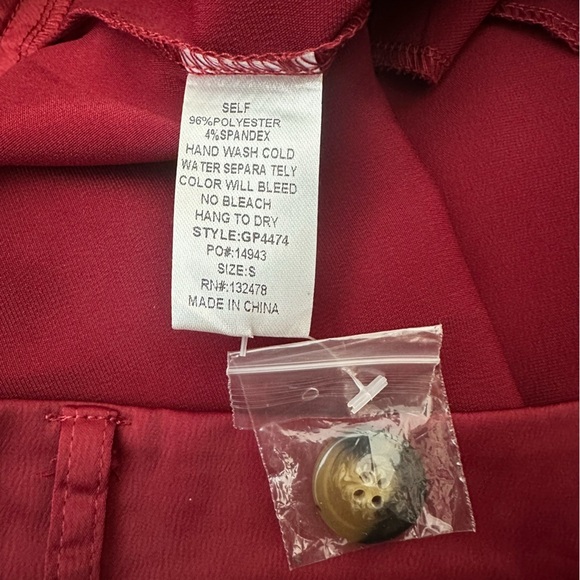 SELF
96%POLYESTER
4%SPANDEX
HAND WASH COLD
WATER SEPARA TELY
COLOR WILL BLEED
NO BLEACH
HANG TO DRY
STYLE:GP4474
PO#:14943
SIZE:S
RN#:132478
MADE IN CHINA